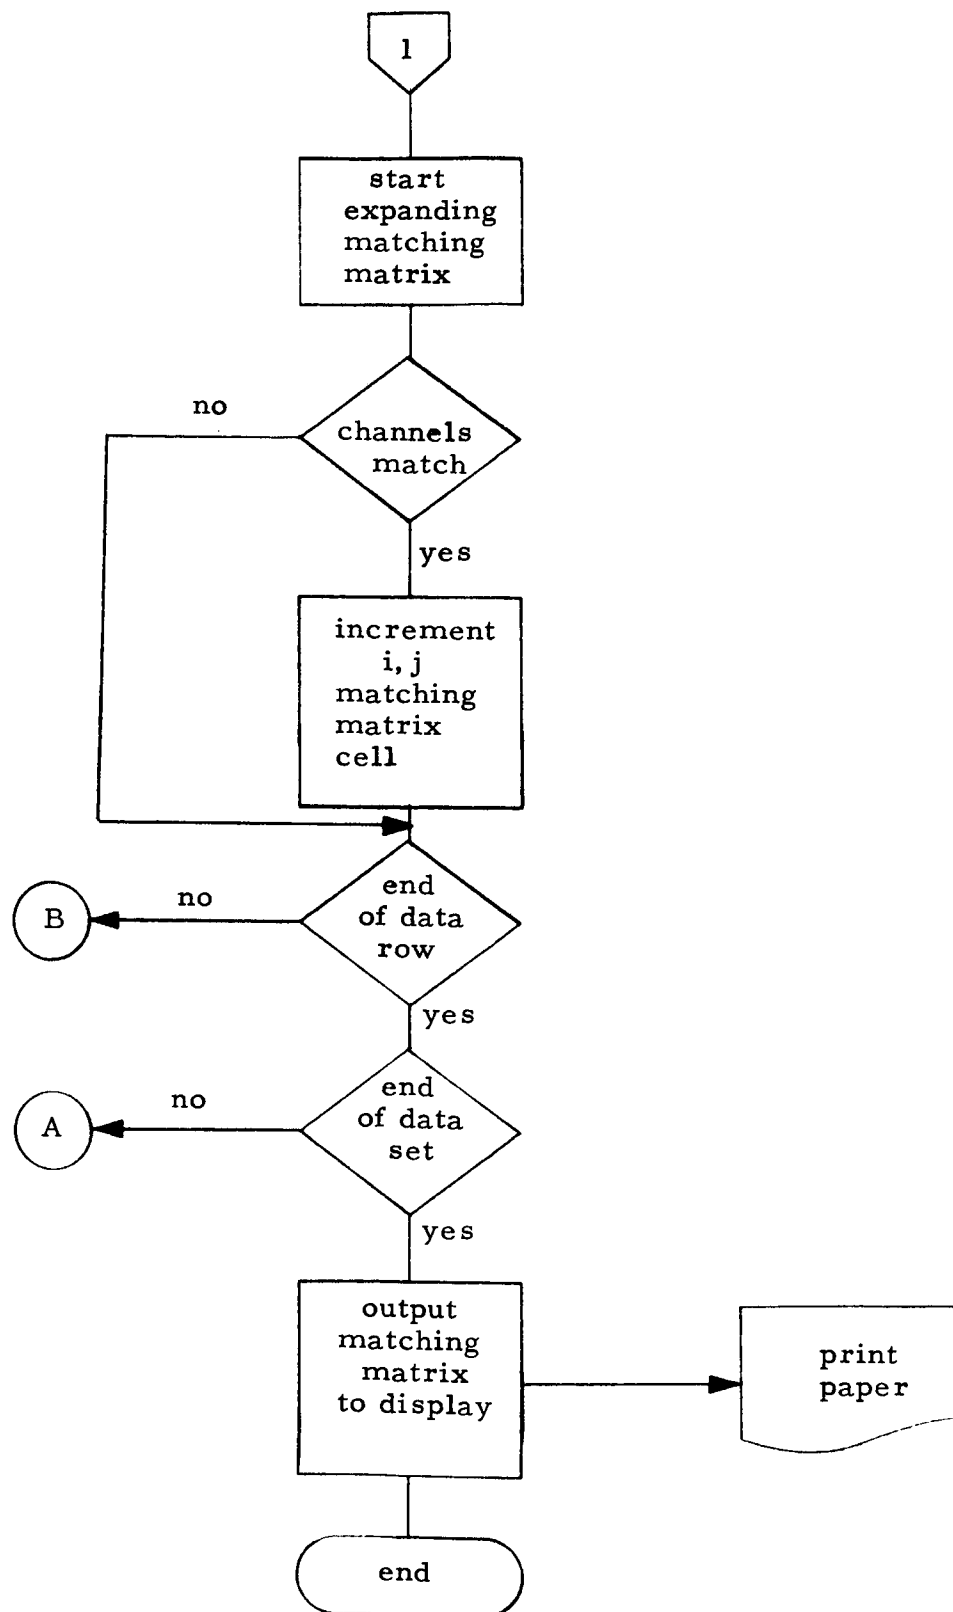 1
start
expanding
matching
matrix
no
channels
match
yes
increment
i, j
matching
matrix
cell
end
of data
row
no
B
yes
end
of data
set
no
A
yes
output
matching
matrix
to display
print
paper
end